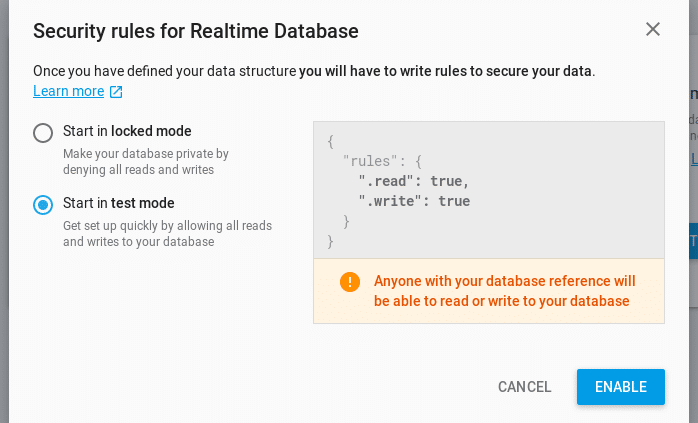 Security rules for Realtime Database
Once you have defined your data structure you will have to write rules to secure your data.
Learn more
Start in locked mode
Make your database private by
denying all reads and writes
Start in test mode
Get set up quickly by allowing all reads
and writes to your database
{
"rules": {
".read": true,
".write": true
}
}
Anyone with your database reference will
be able to read or write to your database
CANCEL
ENABLE